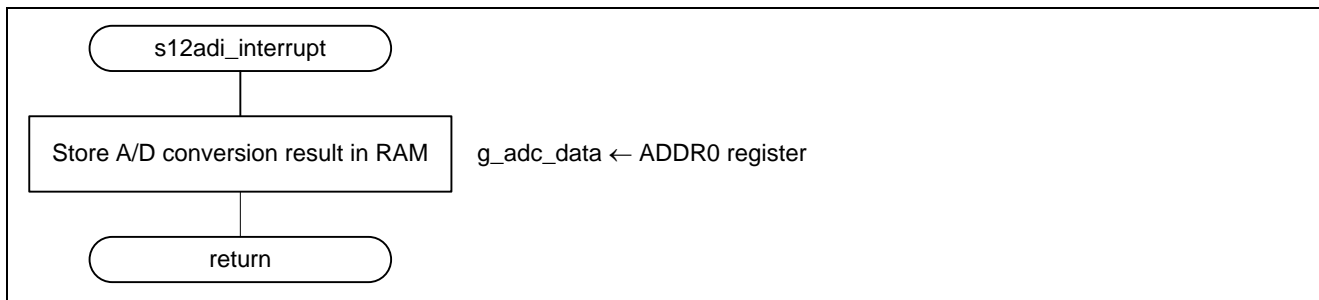 s12adi_interrupt
Store A/D conversion result in RAM g_adc_data ← ADDR0 register
return